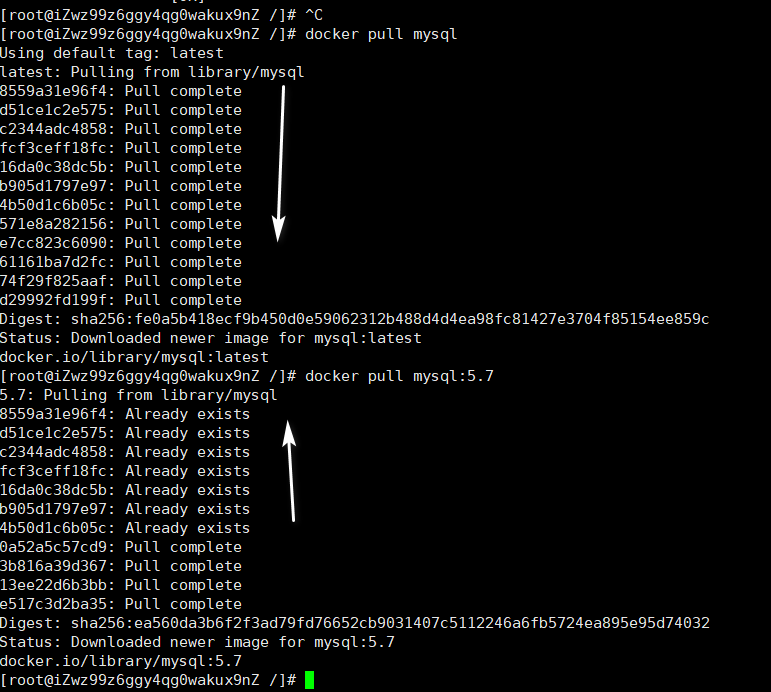 [root@iZwz99z6ggy4qg0wakux9nZ /]# ^C
[root@iZwz99z6ggy4qg0wakux9nZ /]# docker pull mysql
Using default tag: latest
latest: Pulling from library/mysql
8559a31e96f4: Pull complete
d51ce1c2e575: Pull complete
c2344adc4858: Pull complete
fcf3ceff18fc: Pull complete
16da0c38dc5b: Pull complete
b905d1797e97: Pull complete
4b50d1c6b05c: Pull complete
571e8a282156: Pull complete
e7cc823c6090: Pull complete
61161ba7d2fc: Pull complete
74f29f825aaf: Pull complete
d29992fd199f: Pull complete
Digest: sha256:fe0a5b418ecf9b450d0e59062312b488d4d4ea98fc81427e3704f85154ee859c
Status: Downloaded newer image for mysql:latest
docker.io/library/mysql:latest
[root@iZwz99z6ggy4qg0wakux9nZ /]# docker pull mysql:5.7
5.7: Pulling from library/mysql
8559a31e96f4: Already exists
d51ce1c2e575: Already exists
c2344adc4858: Already exists
fcf3ceff18fc: Already exists
16da0c38dc5b: Already exists
b905d1797e97: Already exists
4b50d1c6b05c: Already exists
0a52a5c57cd9: Pull complete
3b816a39d367: Pull complete
13ee22d6b3bb: Pull complete
e517c3d2ba35: Pull complete
Digest: sha256:ea560da3b6f2f3ad79fd76652cb9031407c5112246a6fb5724ea895e95d74032
Status: Downloaded newer image for mysql:5.7
docker.io/library/mysql:5.7
[root@iZwz99z6ggy4qg0wakux9nZ /]#